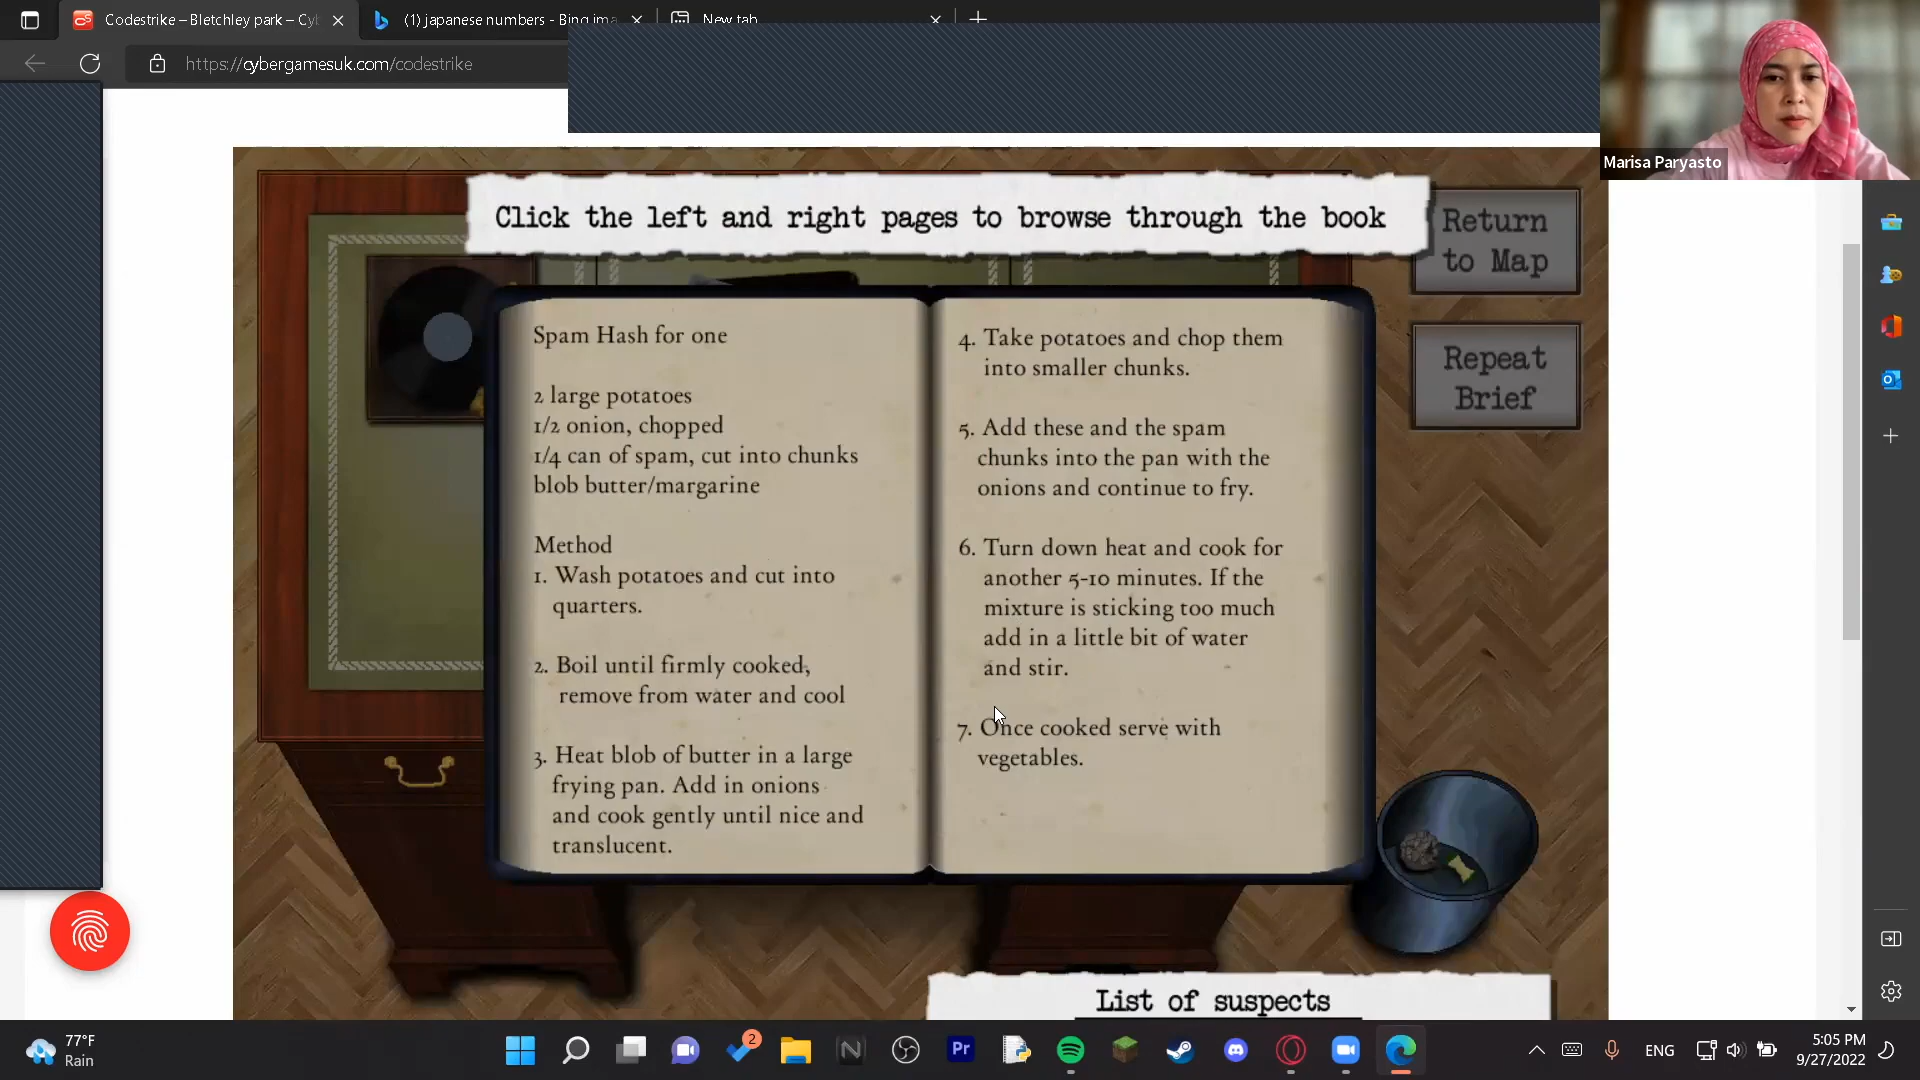 Codestrike – Bletchley park – Cy
(1) japanese numbers - Bing ima
New tab
https://cybergamesuk.com/codestrike
Marisa Paryasto
Click the left and right pages to browse through the book
Return
to Map
Repeat
Brief
Spam Hash for one
2 large potatoes
1/2 onion, chopped
1/4 can of spam, cut into chunks
blob butter/margarine
Method
1. Wash potatoes and cut into
quarters.
2. Boil until firmly cooked,
remove from water and cool
3. Heat blob of butter in a large
frying pan. Add in onions
and cook gently until nice and
translucent.
4. Take potatoes and chop them
into smaller chunks.
5. Add these and the spam
chunks into the pan with the
onions and continue to fry.
6. Turn down heat and cook for
another 5-10 minutes. If the
mixture is sticking too much
add in a little bit of water
and stir.
7. Once cooked serve with
vegetables.
List of suspects
77°F
Rain
2
Pr
ENG
5:05 PM
9/27/2022